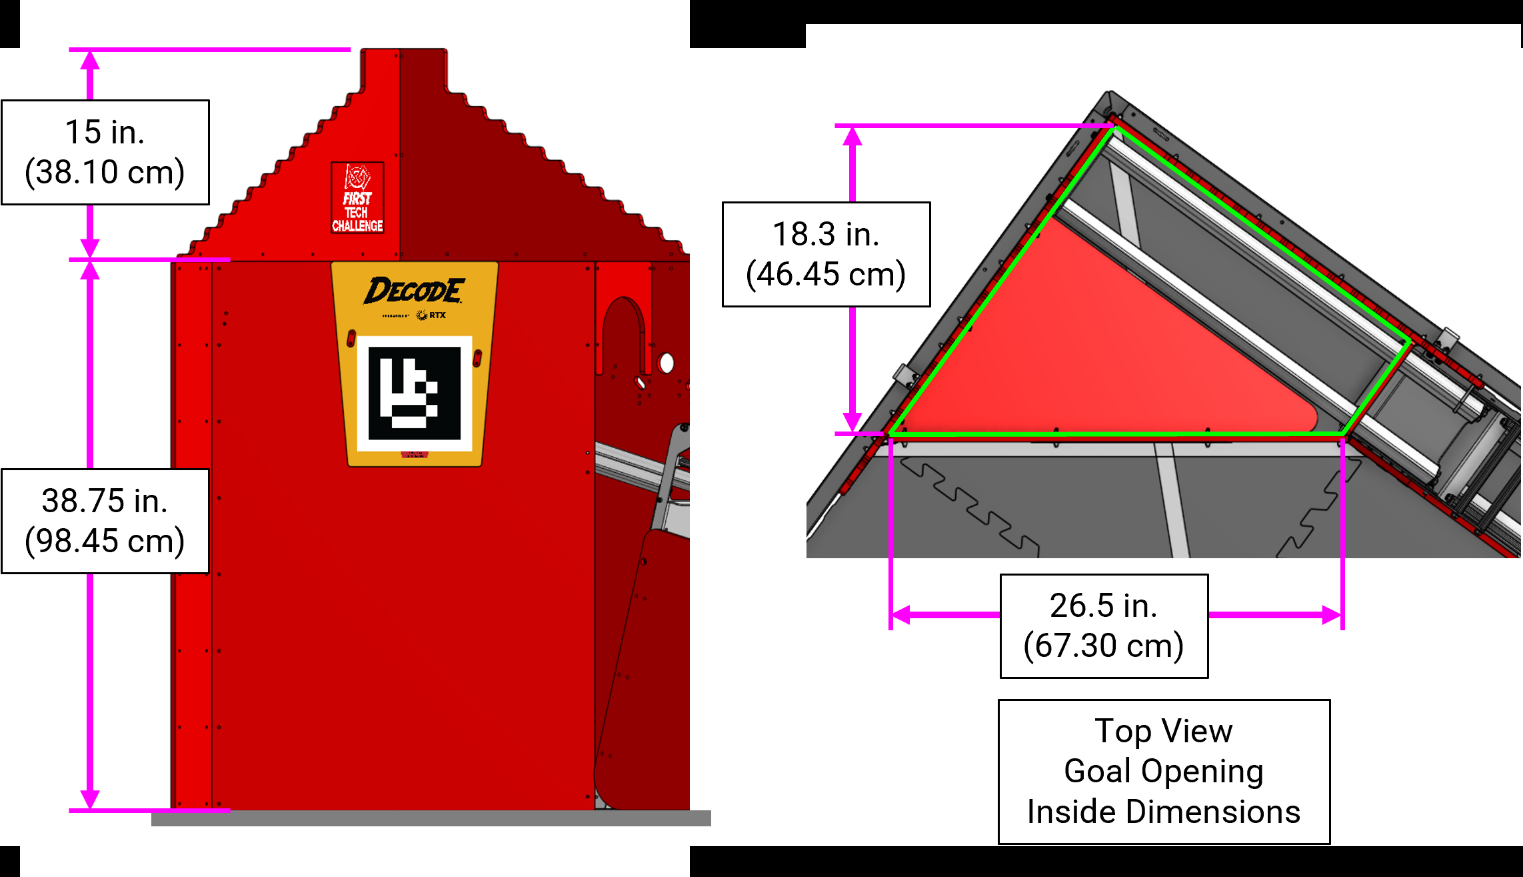 15 in.
(38.10 cm)
FIRST
TECH
CHALLENGE
DECODE
RTX
38.75 in.
(98.45 cm)
18.3 in.
(46.45 cm)
26.5 in.
(67.30 cm)
Top View
Goal Opening
Inside Dimensions